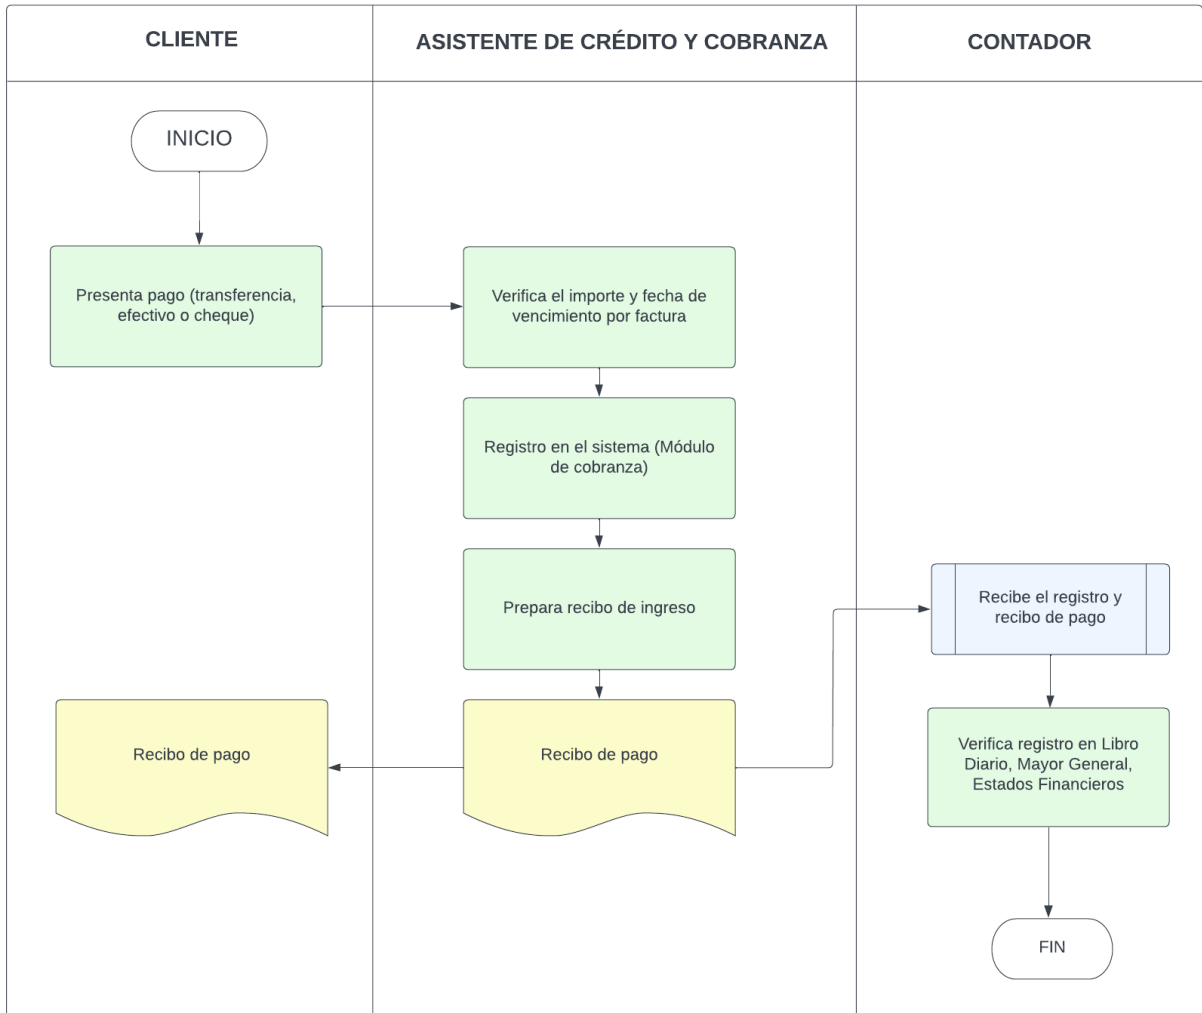 CLIENTE
ASISTENTE DE CRÉDITO Y COBRANZA
CONTADOR
INICIO
Presenta pago (transferencia,
efectivo o cheque)
Verifica el importe y fecha de
vencimiento por factura
Registro en el sistema (Módulo
de cobranza)
Prepara recibo de ingreso
Recibo de pago
Recibo de pago
Recibe el registro y
recibo de pago
Verifica registro en Libro
Diario, Mayor General,
Estados Financieros
FIN